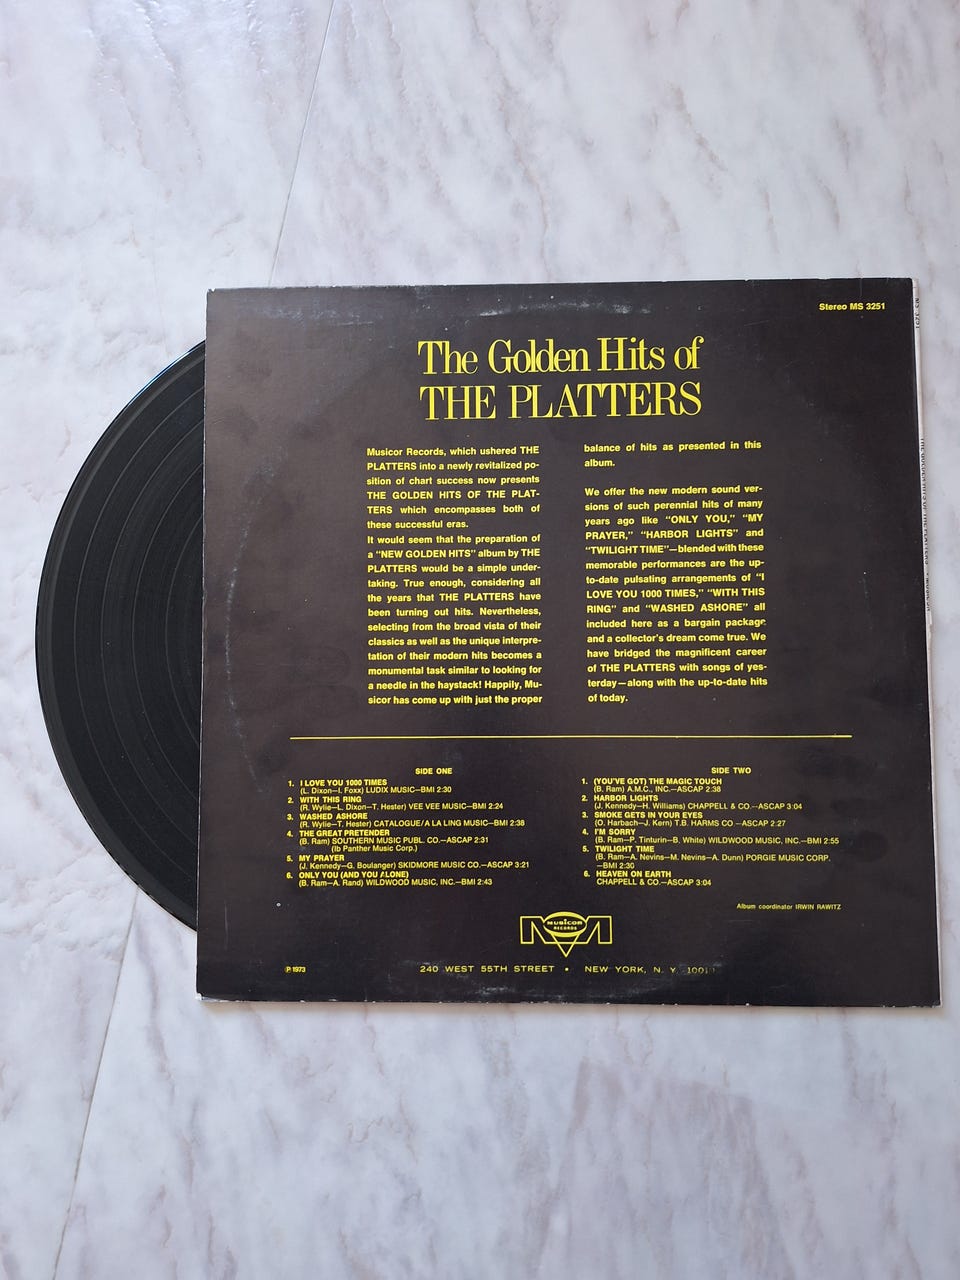 Stereo MS 3251
The Golden Hits of
THE PLATTERS
Musicor Records, which ushered THE
PLATTERS into a newly revitalized po-
sition of chart success now presents
THE GOLDEN HITS OF THE PLAT-
TERS which encompasses both of
these successful eras.
It would seem that the preparation of
a “NEW GOLDEN HITS” album by THE
PLATTERS would be a simple under-
taking. True enough, considering all
the years that THE PLATTERS have
been turning out hits. Nevertheless,
selecting from the broad vista of their
classics as well as the unique interpre-
tation of their modern hits becomes a
monumental task similar to looking for
a needle in the haystack! Happily, Mu-
sicor has come up with just the proper
balance of hits as presented in this
album.
We offer the new modern sound ver-
sions of such perennial hits of many
years ago like “ONLY YOU,” “MY
PRAYER,” “HARBOR LIGHTS” and
“TWILIGHT TIME”—blended with these
memorable performances are the up-
to-date pulsating arrangements of “I
LOVE YOU 1000 TIMES,” “WITH THIS
RING” and “WASHED ASHORE” all
included here as a bargain package
and a collector's dream come true. We
have bridged the magnificent career
of THE PLATTERS with songs of yes-
terday—along with the up-to-date hits
of today.
SIDE ONE
1. I LOVE YOU 1000 TIMES
(L. Dixon—I. Foxx) LUDIX MUSIC—BMI 2:30
2. WITH THIS RING
(R. Wylie—L. Dixon—T. Hester) VEE VEE MUSIC—BMI 2:24
3. WASHED ASHORE
(R. Wylie—T. Hester) CATALOGUE/A LA LING MUSIC—BMI 2:38
4. THE GREAT PRETENDER
(B. Ram) SOUTHERN MUSIC PUBL. CO.—ASCAP 2:31
(Ib Panther Music Corp.)
5. MY PRAYER
(J. Kennedy—G. Boulanger) SKIDMORE MUSIC CO.—ASCAP 3:21
6. ONLY YOU (AND YOU ALONE)
(B. Ram—A. Rand) WILDWOOD MUSIC, INC.—BMI 2:43
SIDE TWO
1. (YOU'VE GOT) THE MAGIC TOUCH
(B. Ram) A.M.C., INC.—ASCAP 2:38
2. HARBOR LIGHTS
(J. Kennedy—H. Williams) CHAPPELL & CO.—ASCAP 3:04
3. SMOKE GETS IN YOUR EYES
(O. Harbach—J. Kern) T.B. HARMS CO.—ASCAP 2:27
4. I'M SORRY
(B. Ram—P. Tinturin—B. White) WILDWOOD MUSIC, INC.—BMI 2:55
5. TWILIGHT TIME
(B. Ram—A. Nevins—M. Nevins—A. Dunn) PORGIE MUSIC CORP.
—BMI 2:30
6. HEAVEN ON EARTH
CHAPPELL & CO.—ASCAP 3:04
Album coordinator IRWIN RAWITZ
MUSICOR
RECORDS
℗ 1973
240 WEST 55TH STREET • NEW YORK, N. Y. 10019